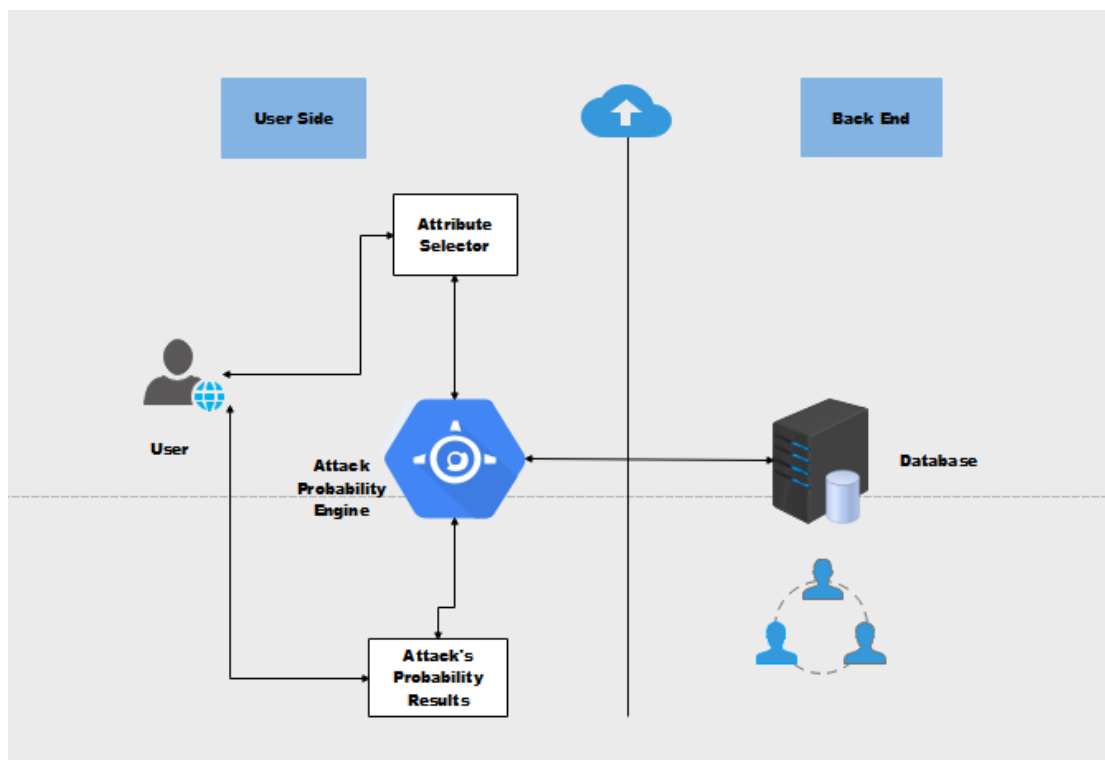 User Side
Back End
Attribute
Selector
User
Attack
Probability
Engine
Database
Attack's
Probability
Results